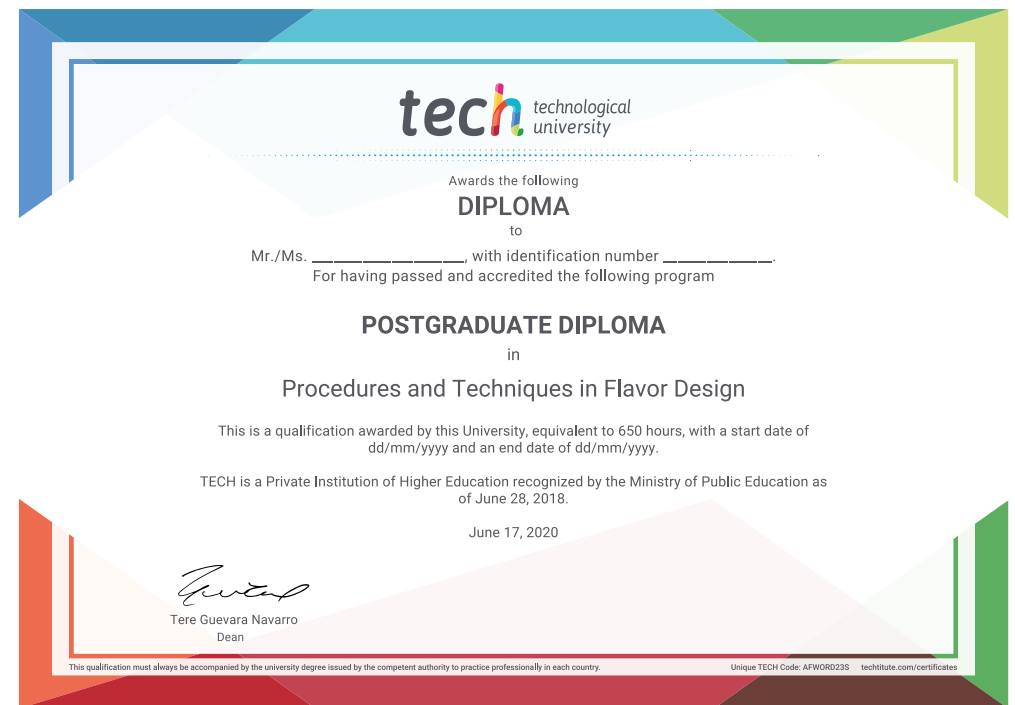 tech technological
university
Awards the following
DIPLOMA
to
Mr./Ms. ____________________, with identification number ______________.
For having passed and accredited the following program
POSTGRADUATE DIPLOMA
in
Procedures and Techniques in Flavor Design
This is a qualification awarded by this University, equivalent to 650 hours, with a start date of
dd/mm/yyyy and an end date of dd/mm/yyyy.
TECH is a Private Institution of Higher Education recognized by the Ministry of Public Education as
of June 28, 2018.
June 17, 2020
Tere Guevara Navarro
Dean
This qualification must always be accompanied by the university degree issued by the competent authority to practice professionally in each country.
Unique TECH Code: AFWORD23S techtitute.com/certificates